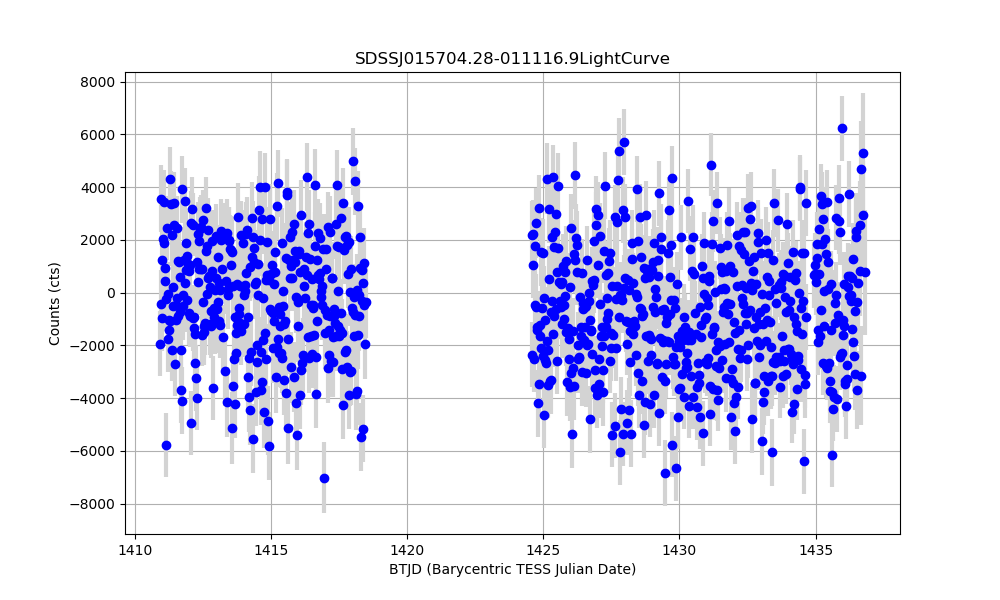 SDSSJ015704.28-011116.9LightCurve
8000
6000
4000
2000
0
−2000
−4000
−6000
−8000
Counts (cts)
1410 1415 1420 1425 1430 1435
BTJD (Barycentric TESS Julian Date)